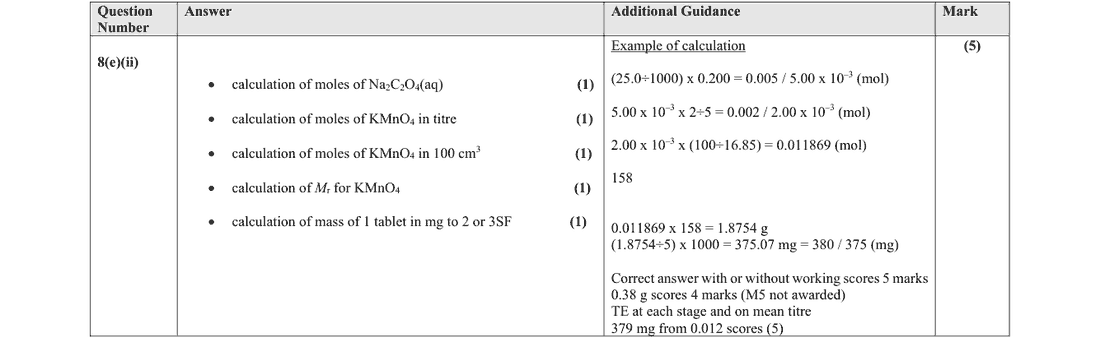 Question Number
Answer
Additional Guidance
Mark
8(e)(ii)
• calculation of moles of Na₂C₂O₄(aq) (1)
• calculation of moles of KMnO₄ in titre (1)
• calculation of moles of KMnO₄ in 100 cm³ (1)
• calculation of Mᵣ for KMnO₄ (1)
• calculation of mass of 1 tablet in mg to 2 or 3SF (1)
Example of calculation
(25.0÷1000) x 0.200 = 0.005 / 5.00 x 10⁻³ (mol)
5.00 x 10⁻³ x 2÷5 = 0.002 / 2.00 x 10⁻³ (mol)
2.00 x 10⁻³ x (100÷16.85) = 0.011869 (mol)
158
0.011869 x 158 = 1.8754 g
(1.8754÷5) x 1000 = 375.07 mg = 380 / 375 (mg)
Correct answer with or without working scores 5 marks
0.38 g scores 4 marks (M5 not awarded)
TE at each stage and on mean titre
379 mg from 0.012 scores (5)
(5)